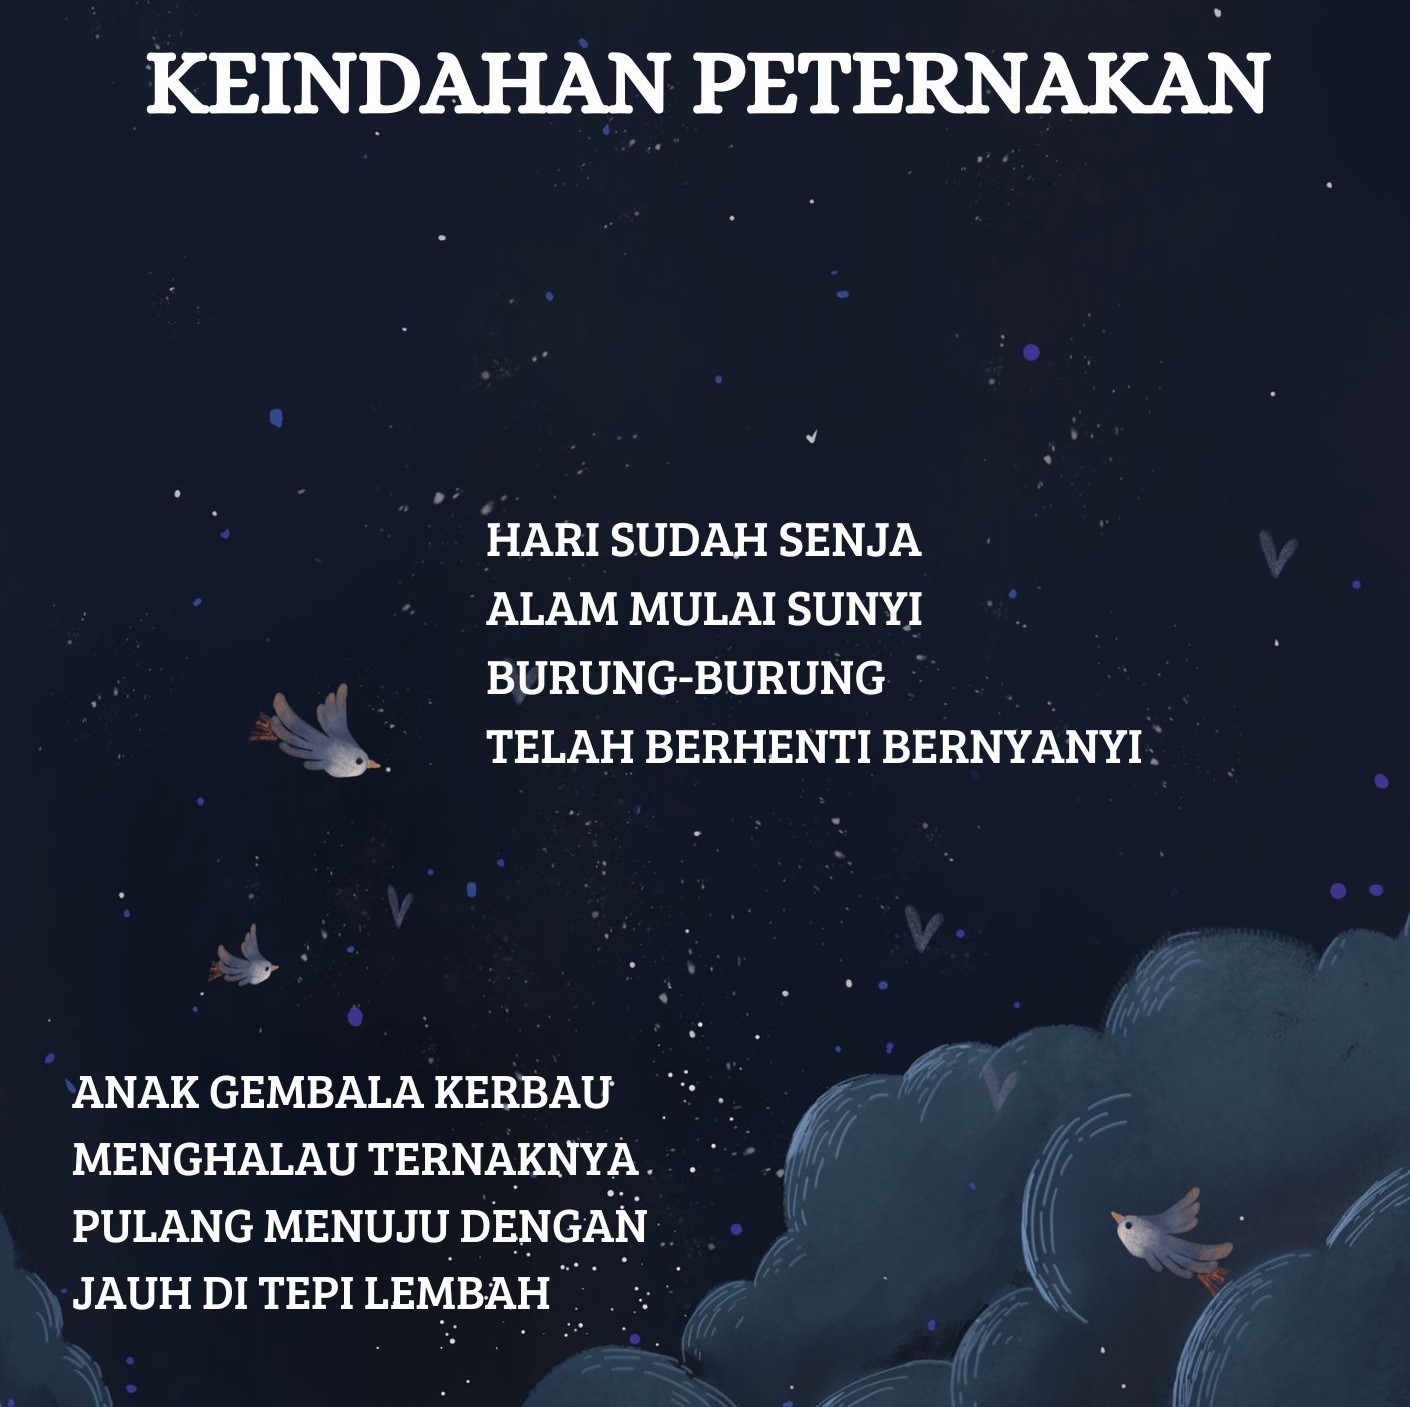 KEINDAHAN PETERNAKAN
HARI SUDAH SENJA
ALAM MULAI SUNYI
BURUNG-BURUNG
TELAH BERHENTI BERNYANYI
ANAK GEMBALA KERBAU
MENGHALAU TERNAKNYA
PULANG MENUJU DENGAN
JAUH DI TEPI LEMBAH